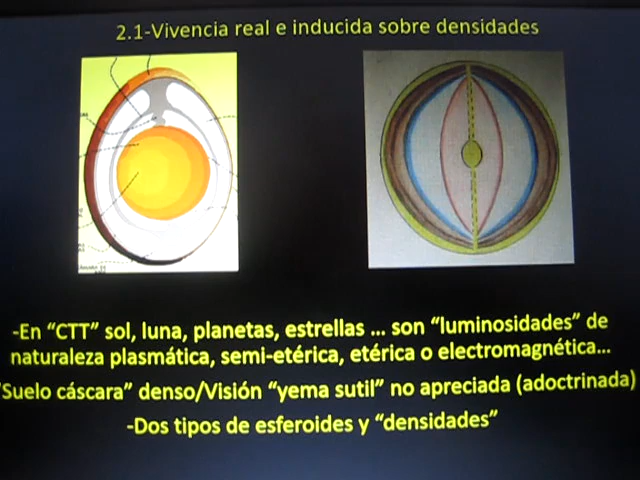 2.1-Vivencia real e inducida sobre densidades
-En “CTT” sol, luna, planetas, estrellas ... son “luminosidades” de
naturaleza plasmática, semi-etérica, etérica o electromagnética...
"Suelo cáscara” denso/Visión “yema sutil” no apreciada (adoctrinada)
-Dos tipos de esferoides y “densidades”